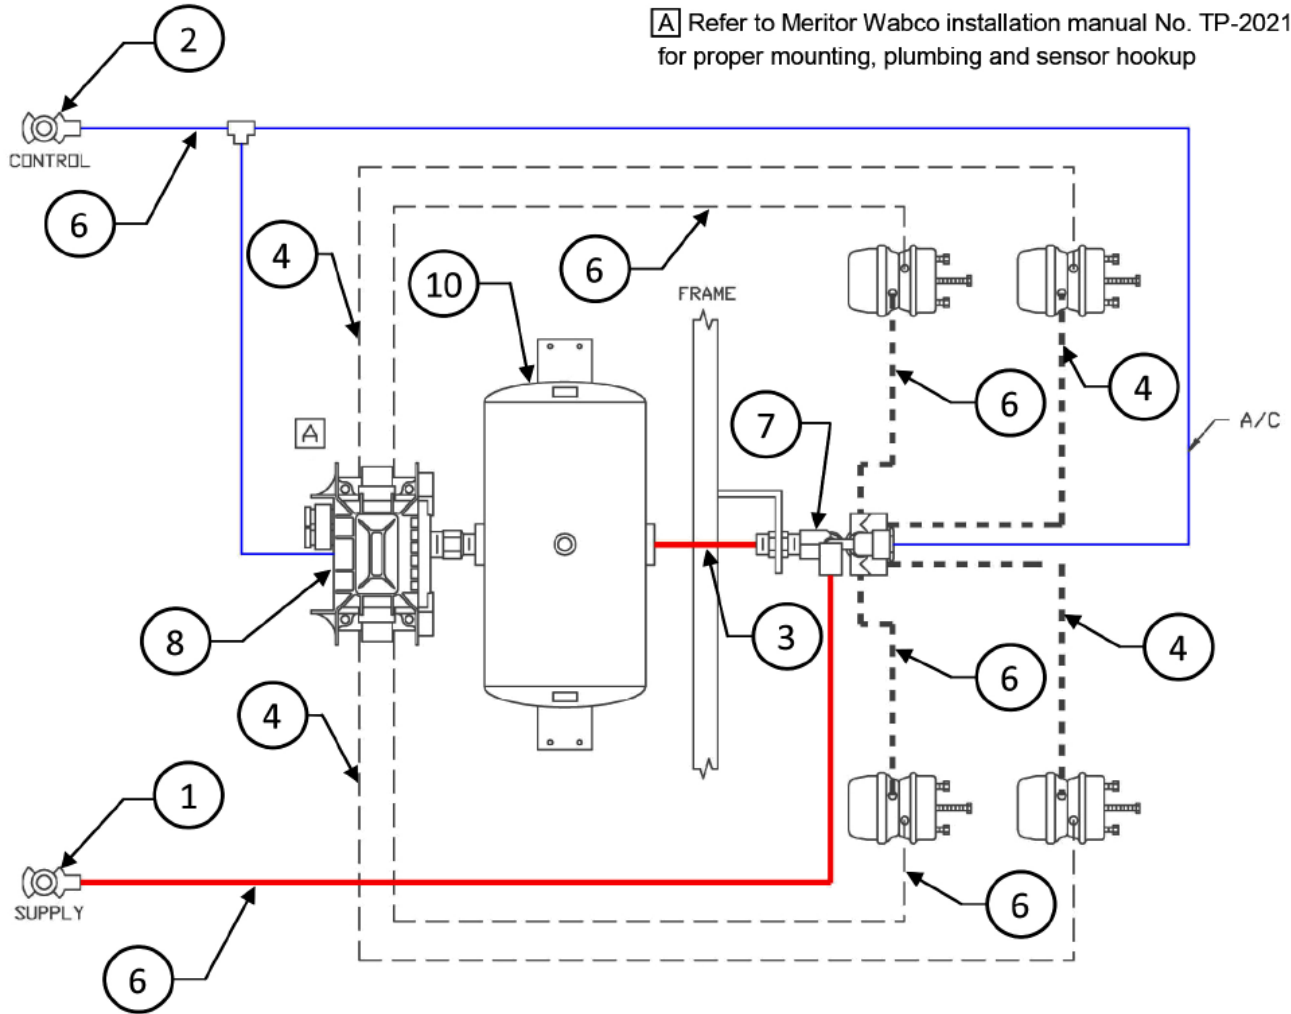 A Refer to Meritor Wabco installation manual No. TP-2021
for proper mounting, plumbing and sensor hookup
2
CONTROL
6
4
6
10
FRAME
6
4
7
A/C
A
8
3
4
6
4
1
SUPPLY
6
6